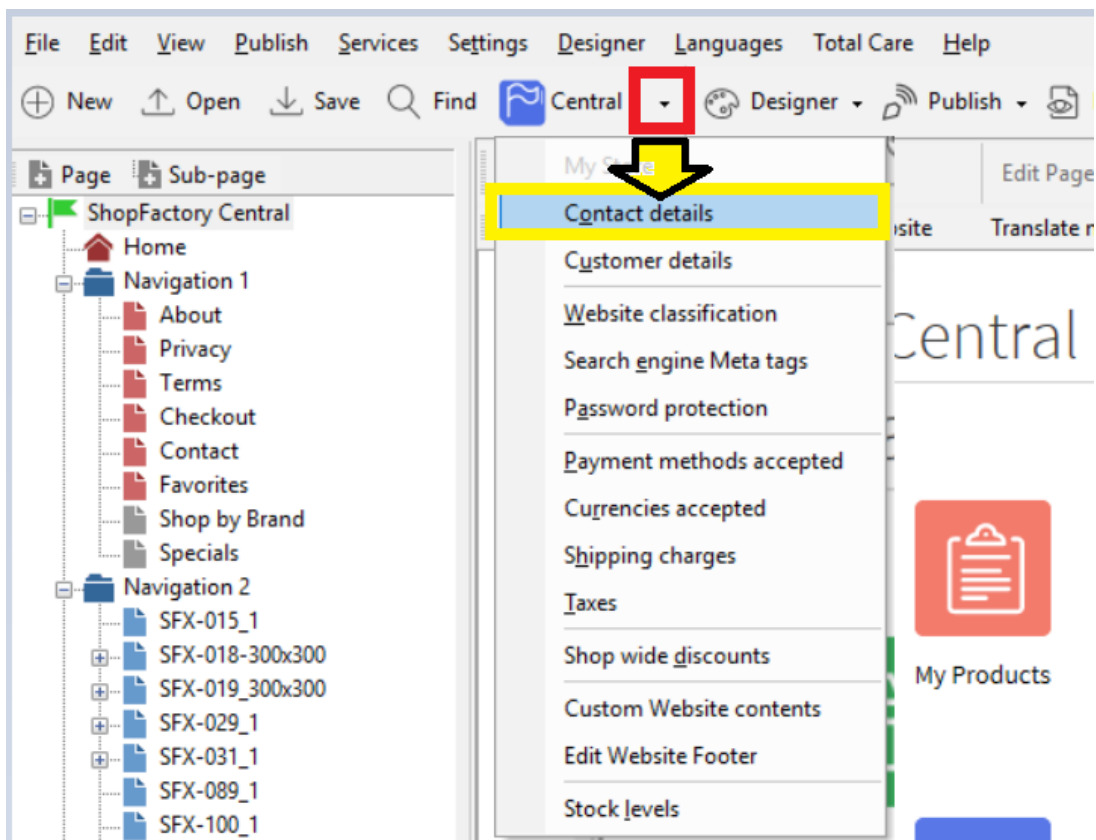 File Edit View Publish Services Settings Designer Languages Total Care Help
New Open Save Find Central Designer Publish
Page Sub-page
ShopFactory Central
Home
Navigation 1
About
Privacy
Terms
Checkout
Contact
Favorites
Shop by Brand
Specials
Navigation 2
SFX-015_1
SFX-018-300x300
SFX-019_300x300
SFX-029_1
SFX-031_1
SFX-089_1
SFX-100_1
My Store
Contact details
Customer details
Website classification
Search engine Meta tags
Password protection
Payment methods accepted
Currencies accepted
Shipping charges
Taxes
Shop wide discounts
Custom Website contents
Edit Website Footer
Stock levels
Edit Page
site Translate
Central
My Products